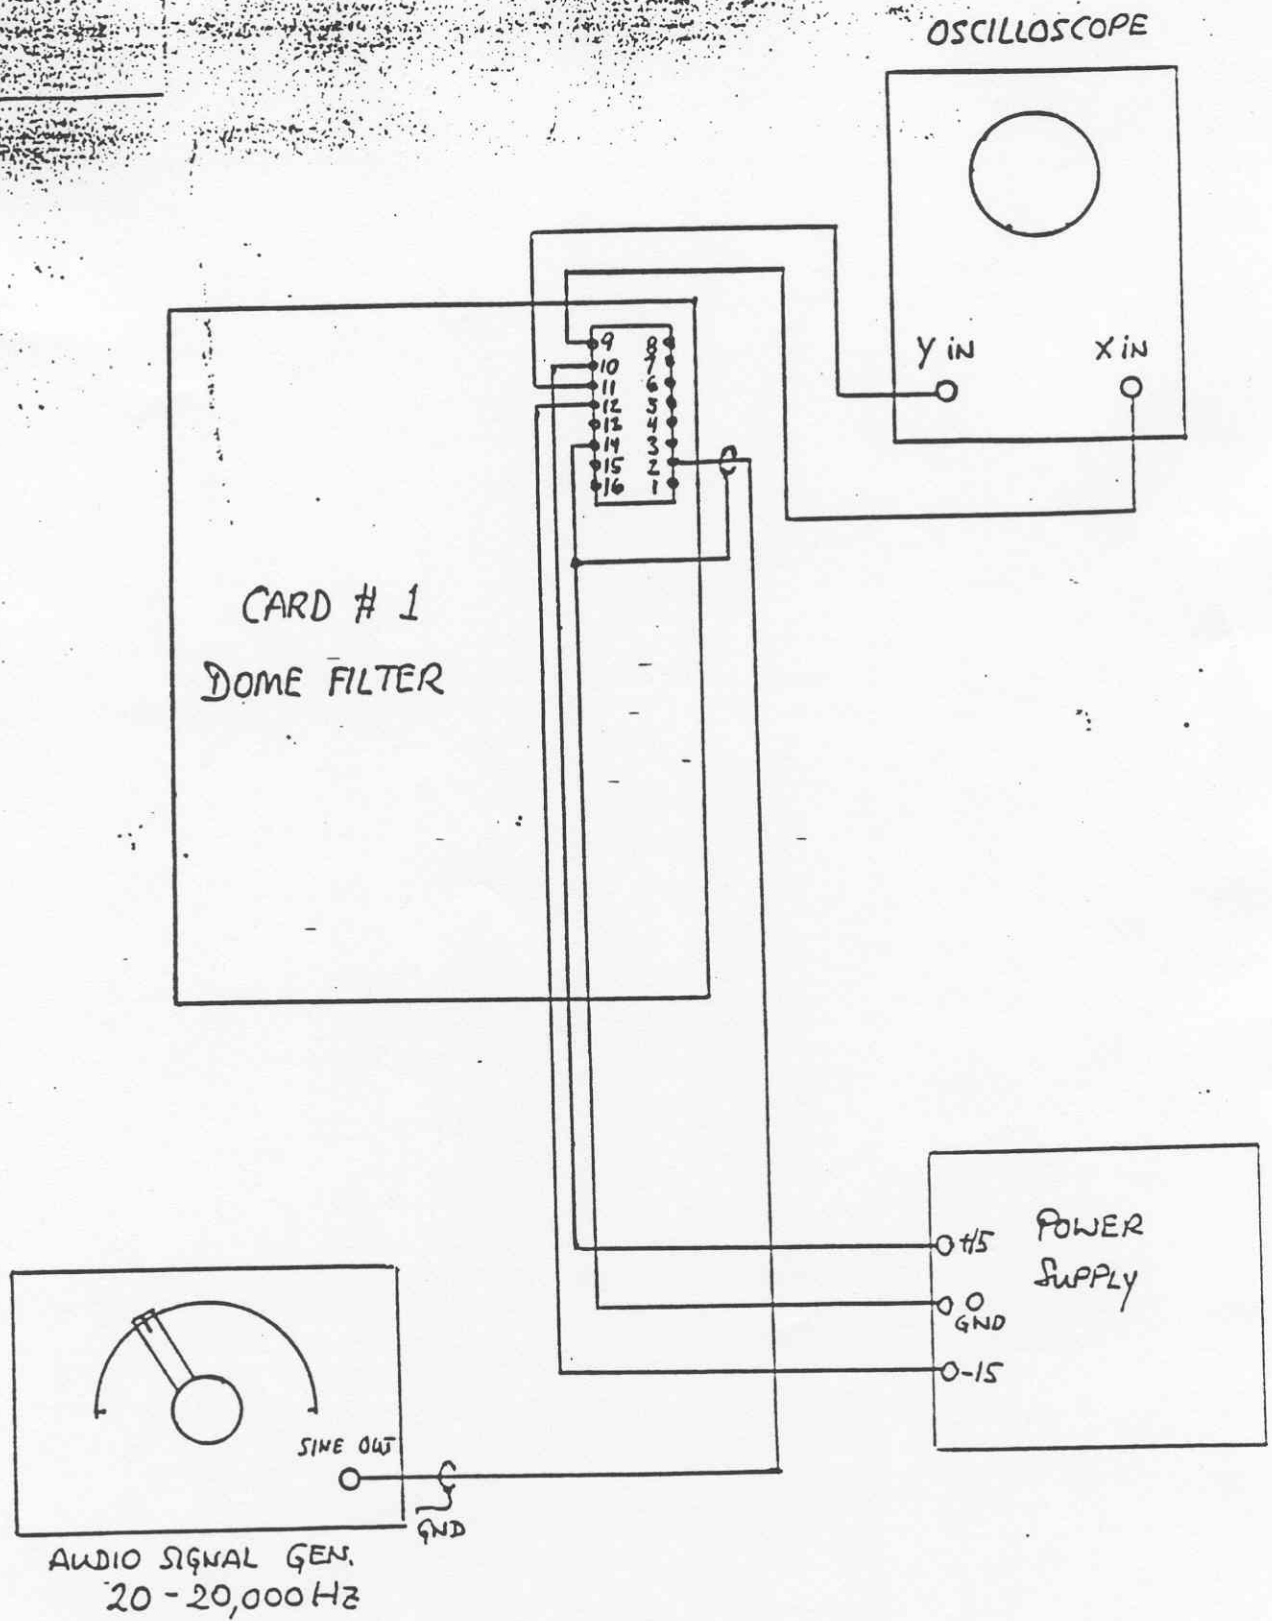 OSCILLOSCOPE
Y IN
X IN
9 8
10 7
11 6
12 5
12 4
14 3
15 2
16 1
CARD # 1
DOME FILTER
+15
POWER
SUPPLY
GND
-15
SINE OUT
GND
AUDIO SIGNAL GEN.
20-20,000 HZ